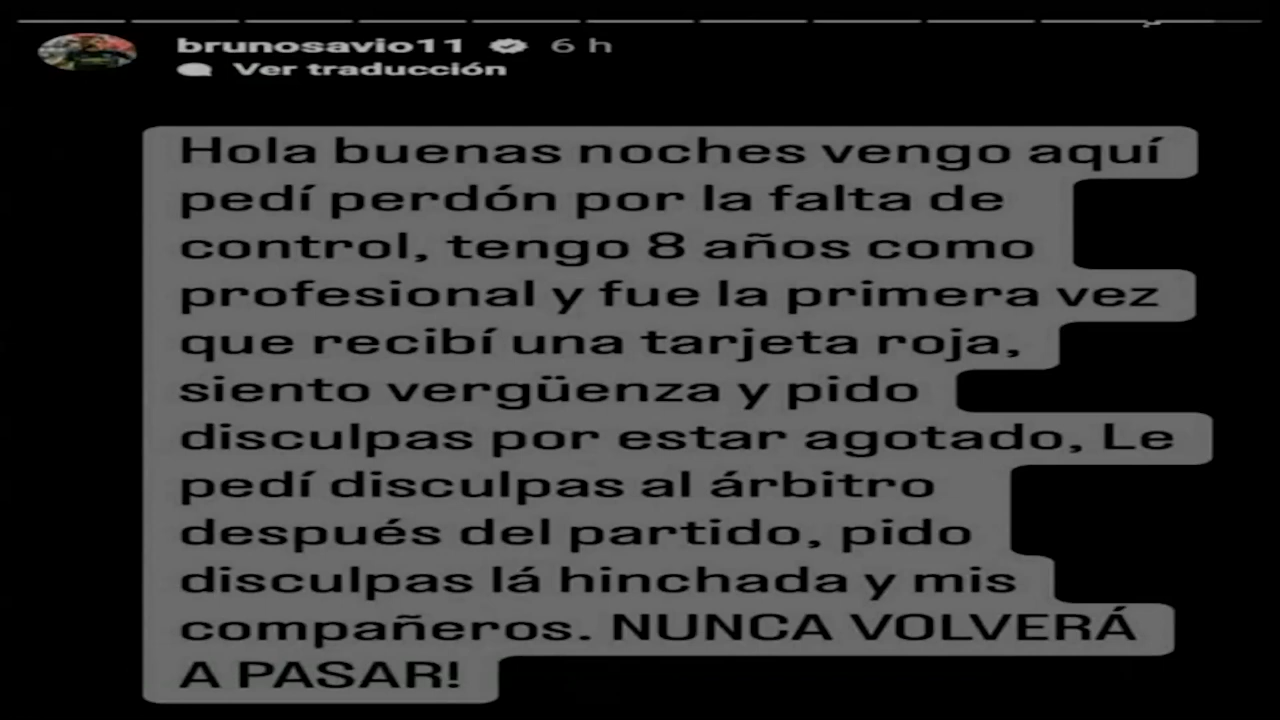 brunosavio11 6 h
Ver traducción
Hola buenas noches vengo aquí
pedí perdón por la falta de
control, tengo 8 años como
profesional y fue la primera vez
que recibí una tarjeta roja,
siento vergüenza y pido
disculpas por estar agotado, Le
pedí disculpas al árbitro
después del partido, pido
disculpas lá hinchada y mis
compañeros. NUNCA VOLVERÁ
A PASAR!